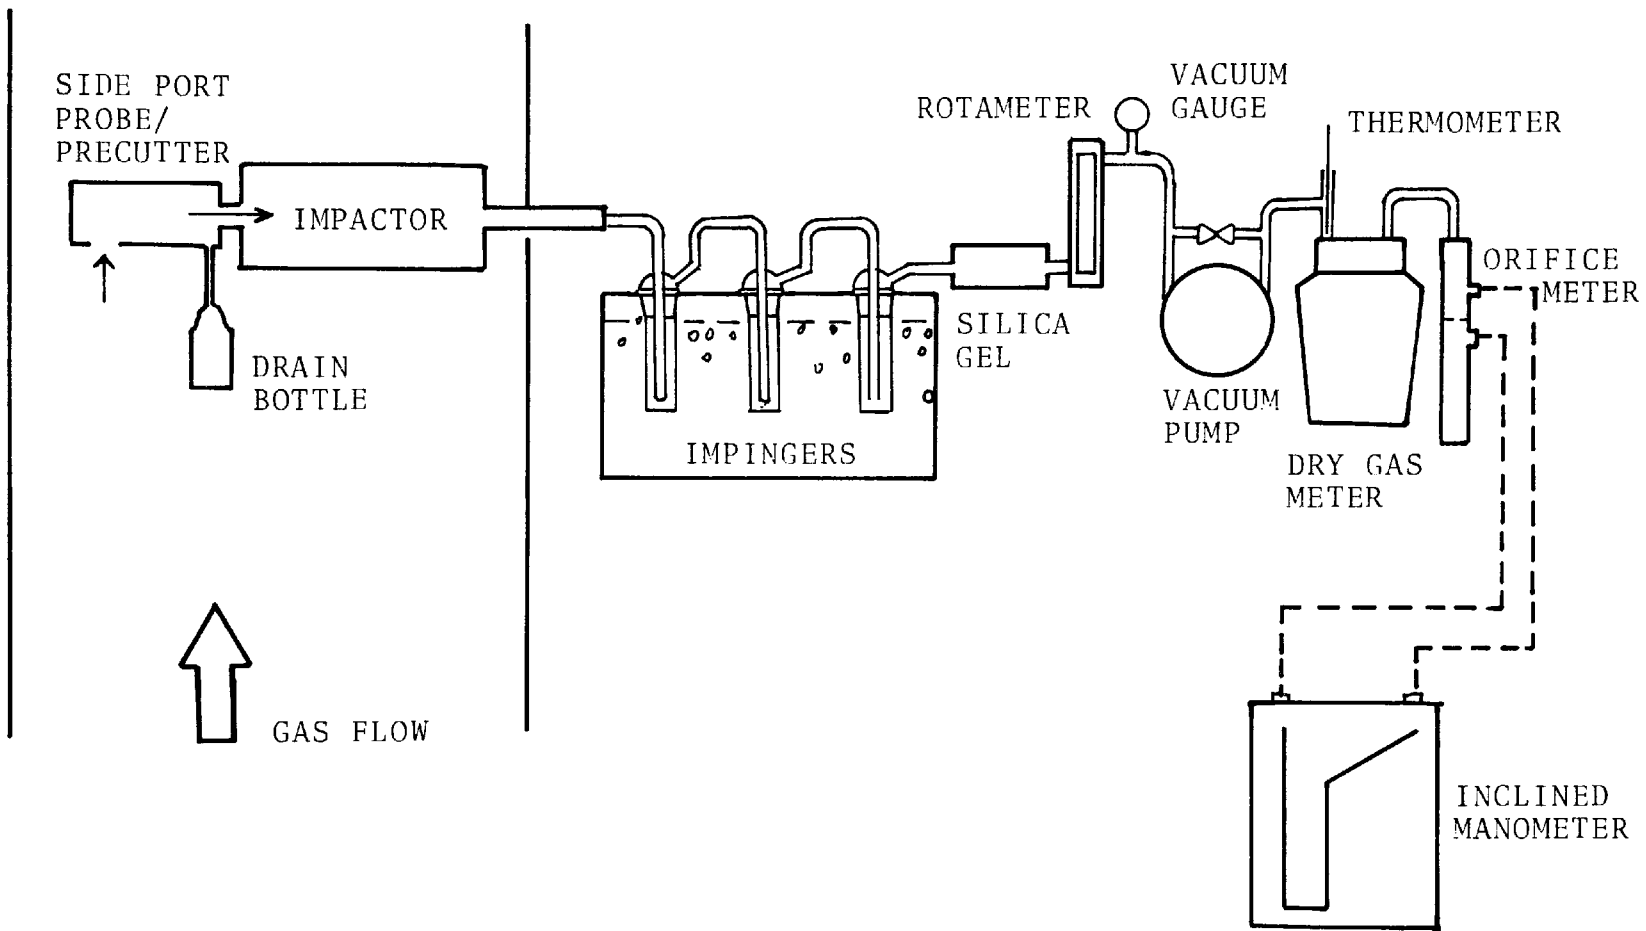 SIDE PORT
PROBE/
PRECUTTER
IMPACTOR
DRAIN
BOTTLE
GAS FLOW
IMPINGERS
SILICA
GEL
ROTAMETER
VACUUM
GAUGE
VACUUM
PUMP
THERMOMETER
DRY GAS
METER
ORIFICE
METER
INCLINED
MANOMETER